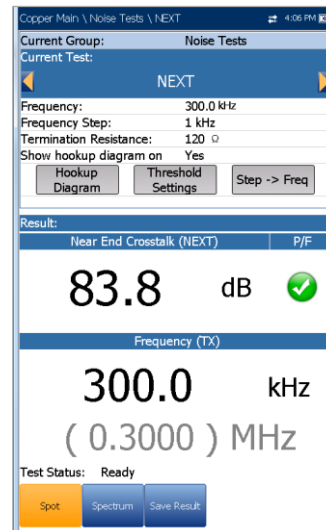 Copper Main \ Noise Tests \ NEXT 4:06 PM
Current Group: Noise Tests
Current Test:
NEXT
Frequency: 300.0 kHz
Frequency Step: 1 kHz
Termination Resistance: 120 Ω
Show hookup diagram on Yes
Hookup Diagram Threshold Settings Step -> Freq
Result:
Near End Crosstalk (NEXT) P/F
83.8 dB
Frequency (TX)
300.0 kHz
( 0.3000 ) MHz
Test Status: Ready
Spot Spectrum Save Result